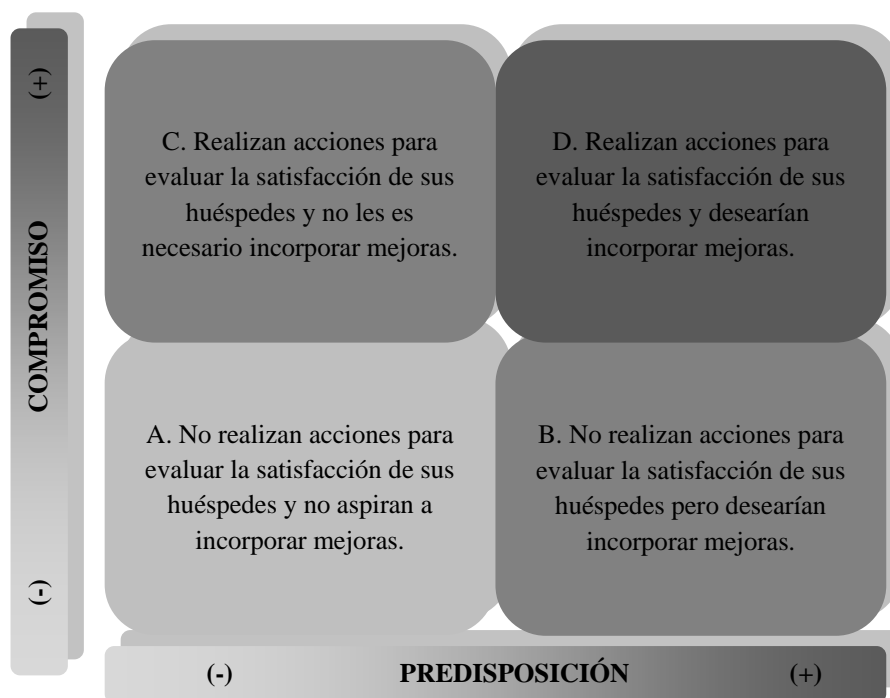 (+)
COMPROMISO
(-)
C. Realizan acciones para
evaluar la satisfacción de sus
huéspedes y no les es
necesario incorporar mejoras.
D. Realizan acciones para
evaluar la satisfacción de sus
huéspedes y desearían
incorporar mejoras.
A. No realizan acciones para
evaluar la satisfacción de sus
huéspedes y no aspiran a
incorporar mejoras.
B. No realizan acciones para
evaluar la satisfacción de sus
huéspedes pero desearían
incorporar mejoras.
(-) PREDISPOSICIÓN (+)